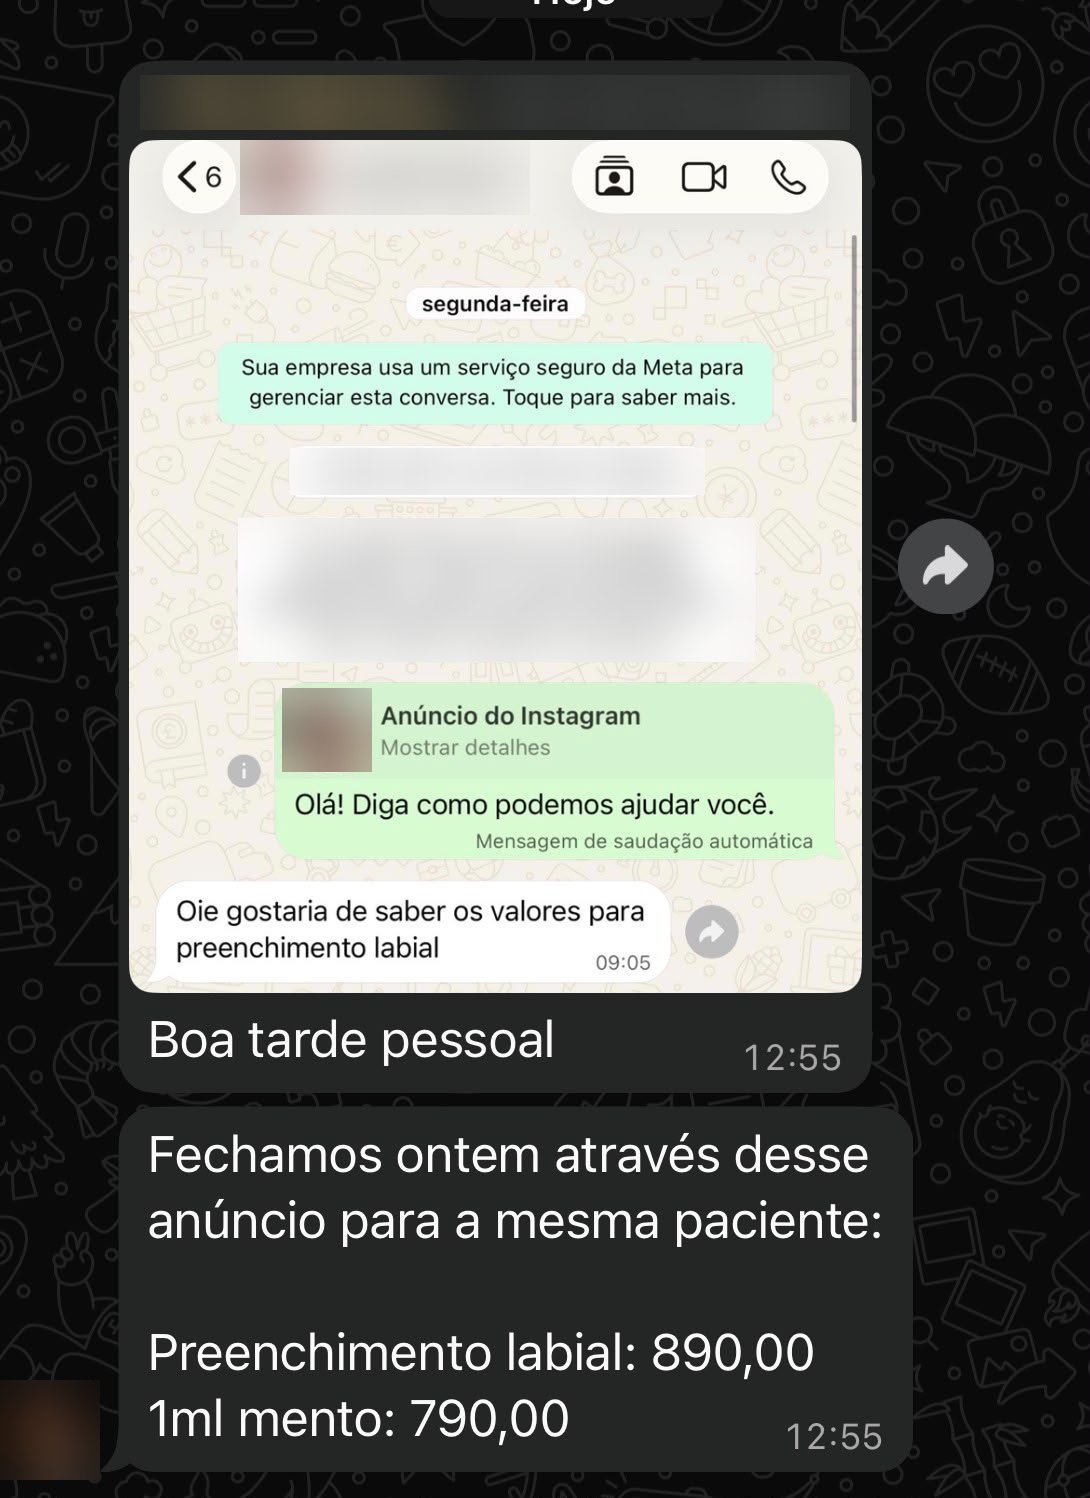 Hoje
6
segunda-feira
Sua empresa usa um serviço seguro da Meta para
gerenciar esta conversa. Toque para saber mais.
Anúncio do Instagram
Mostrar detalhes
Olá! Diga como podemos ajudar você.
Mensagem de saudação automática
Oie gostaria de saber os valores para
preenchimento labial
09:05
Boa tarde pessoal
12:55
Fechamos ontem através desse
anúncio para a mesma paciente:
Preenchimento labial: 890,00
1ml mento: 790,00
12:55